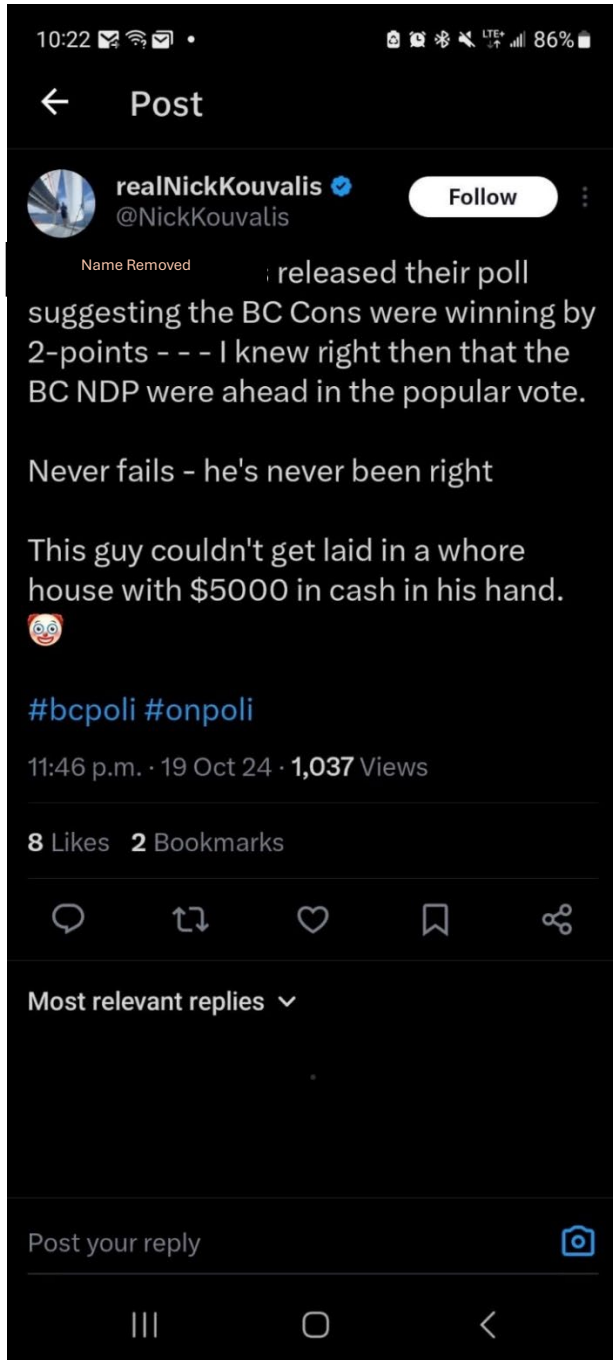 10:22
LTE+ 86%
Post
realNickKouvalis
@NickKouvalis
Follow
Name Removed
released their poll
suggesting the BC Cons were winning by
2-points - - - I knew right then that the
BC NDP were ahead in the popular vote.
Never fails - he's never been right
This guy couldn't get laid in a whore
house with $5000 in cash in his hand.
🤡
#bcpoli #onpoli
11:46 p.m. · 19 Oct 24 · 1,037 Views
8 Likes 2 Bookmarks
Most relevant replies
Post your reply